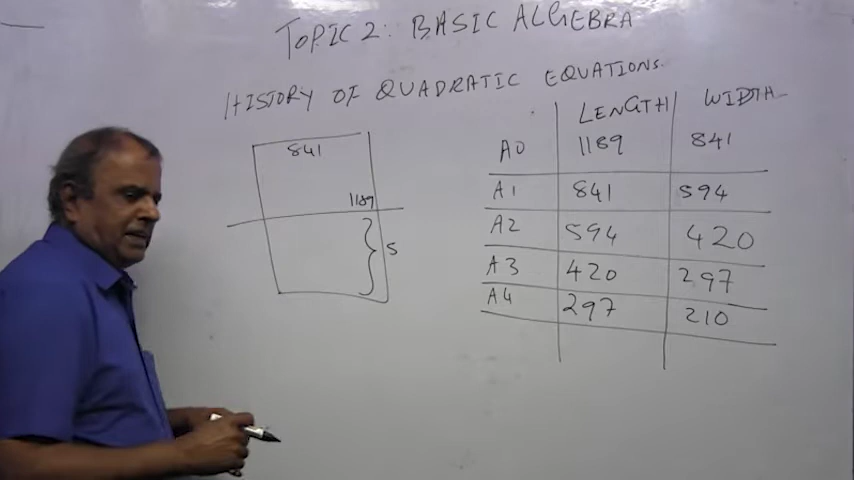 TOPIC 2: BASIC ALGEBRA
HISTORY OF QUADRATIC EQUATIONS.
841
1189
S
LENGTH WIDTH
A0 1189 841
A1 841 594
A2 594 420
A3 420 297
A4 297 210